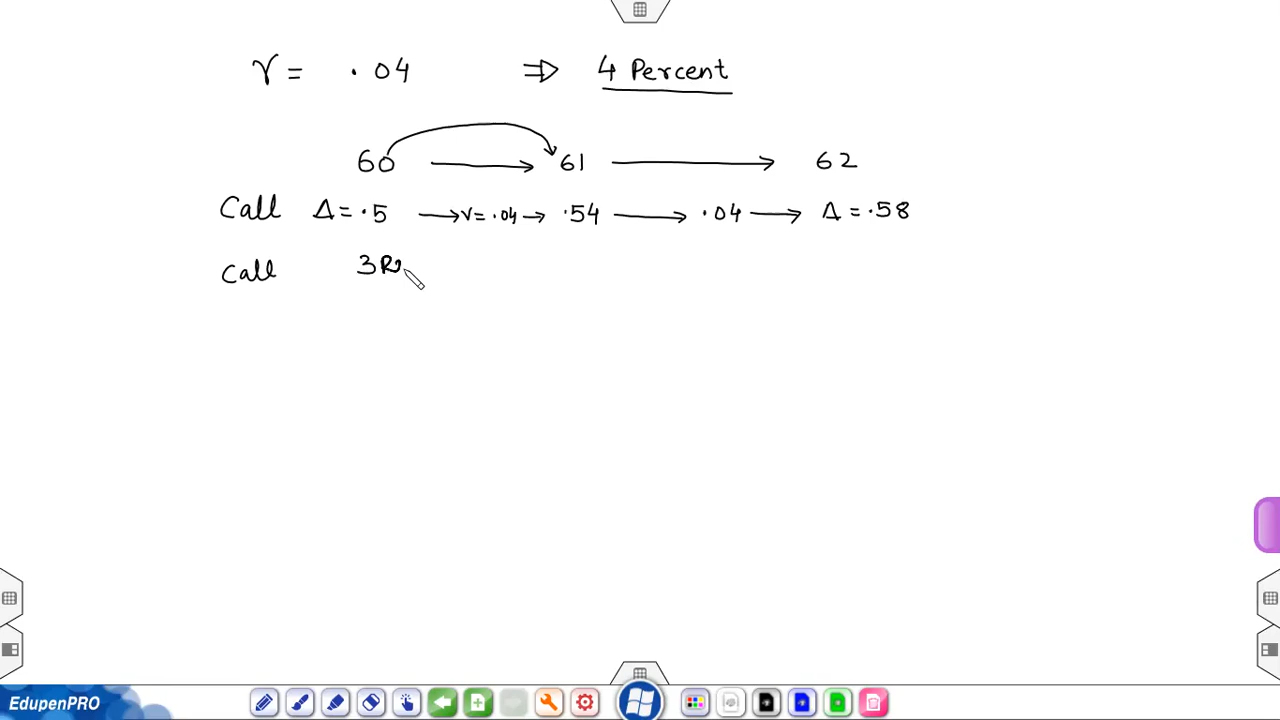 γ = .04 ⇒ 4 Percent
60 → 61 → 62
Call Δ = .5 → γ = .04 → .54 → .04 → Δ = .58
Call 3
EdupenPRO